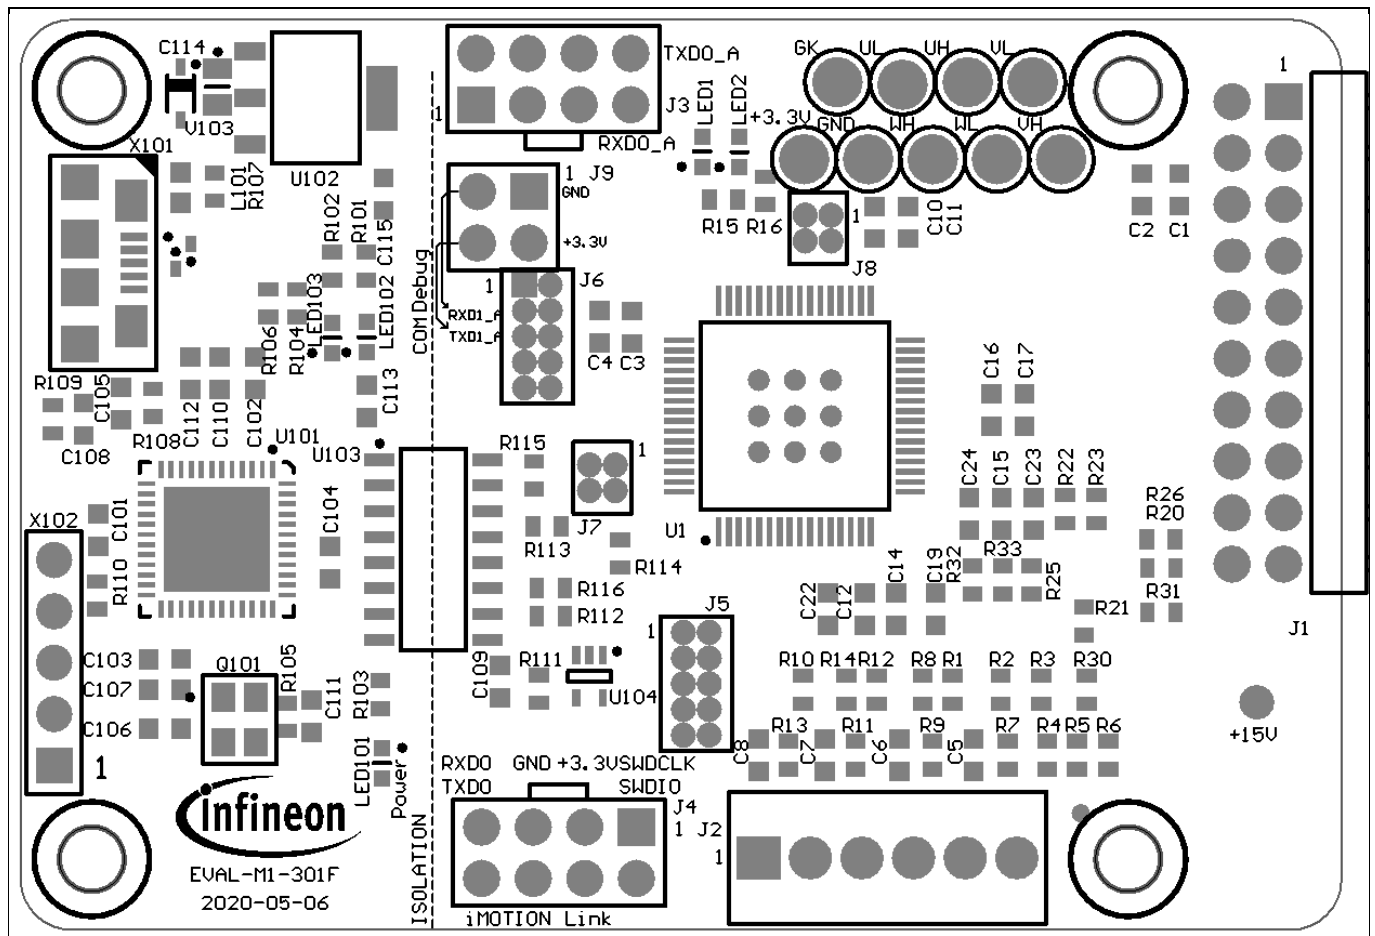 C114
V103
X101
U102
L101
R107
TXD0_A
1
J3
RXD0_A
LED1
LED2
+3.3V
GK
UL
UH
VL
GND
WH
WL
VH
1
1
J9
GND
+3.3V
R15
R16
1
J8
C10
C11
C2
C1
R102
R101
C115
LED103
LED102
COM
Debug
1
J6
RXD1_A
TXD1_A
C4
C3
R106
R104
R109
C105
C112
C110
C102
C113
C108
R108
U101
U103
R115
1
J7
C16
C17
C24
C15
C23
R22
R23
R26
R20
X102
C101
C104
R110
R113
U1
R114
R116
R112
C14
C19
R32
R33
R25
R31
C22
C12
R21
J5
1
J1
C103
C107
C106
Q101
R105
C111
R103
C109
R111
U104
R10
R14
R12
R8
R1
R2
R3
R30
1
C8
R13
C7
R11
C6
R9
C5
R7
R4
R5
R6
+15V
LED101
Power
RXD0
GND
+3.3V
SWDCLK
TXD0
SWDIO
J4
1
J2
1
infineon
EVAL-M1-301F
2020-05-06
ISOLATION
iMOTION Link